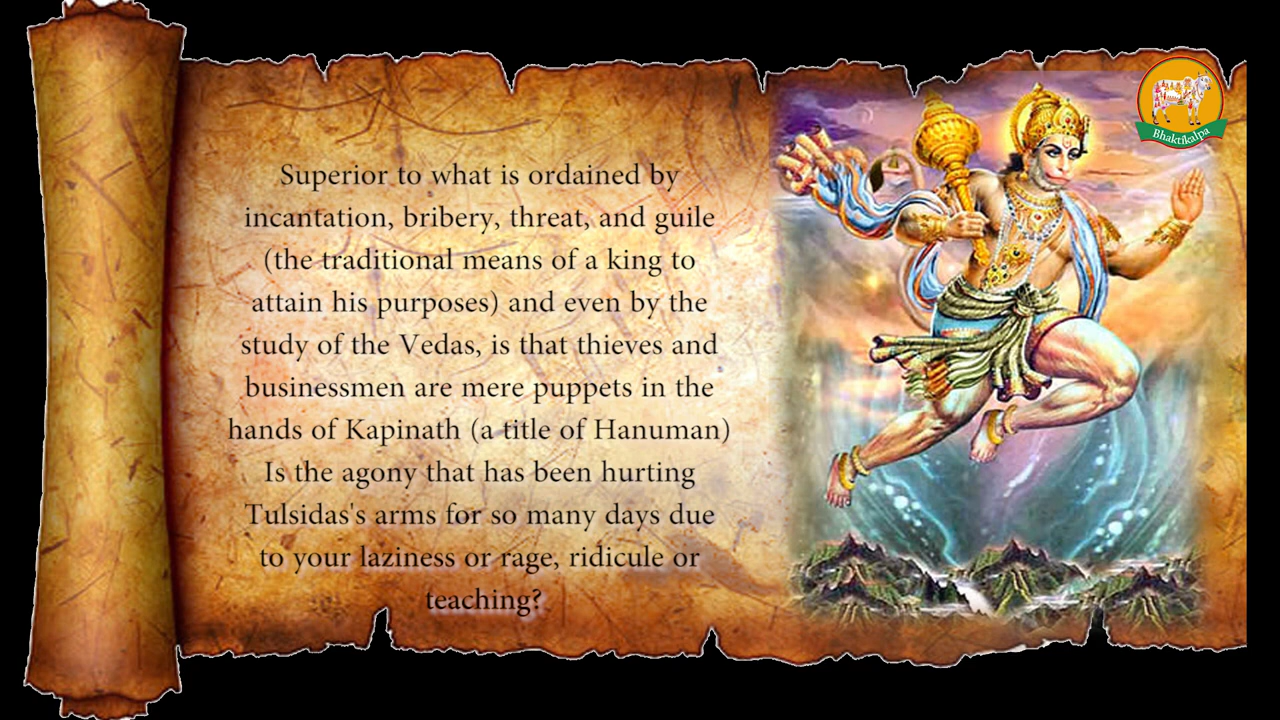 Superior to what is ordained by
incantation, bribery, threat, and guile
(the traditional means of a king to
attain his purposes) and even by the
study of the Vedas, is that thieves and
businessmen are mere puppets in the
hands of Kapinath (a title of Hanuman)
Is the agony that has been hurting
Tulsidas's arms for so many days due
to your laziness or rage, ridicule or
teaching?
Bhaktikalpa